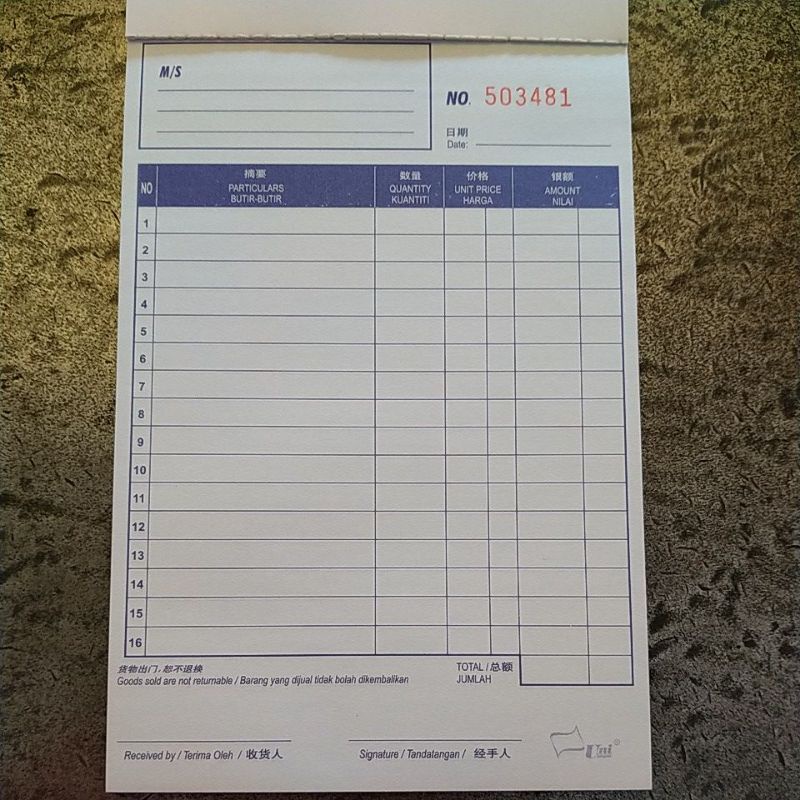 M/S
NO. 503481
日期
Date:
NO
摘要
PARTICULARS
BUTIR-BUTIR
数量
QUANTITY
KUANTITI
价格
UNIT PRICE
HARGA
银额
AMOUNT
NILAI
1
2
3
4
5
6
7
8
9
10
11
12
13
14
15
16
货物出门，恕不退换
Goods sold are not returnable / Barang yang dijual tidak bolah dikembalikan
TOTAL / 总额
JUMLAH
Received by / Terima Oleh / 收货人
Signature / Tandatangan / 经手人
Uni